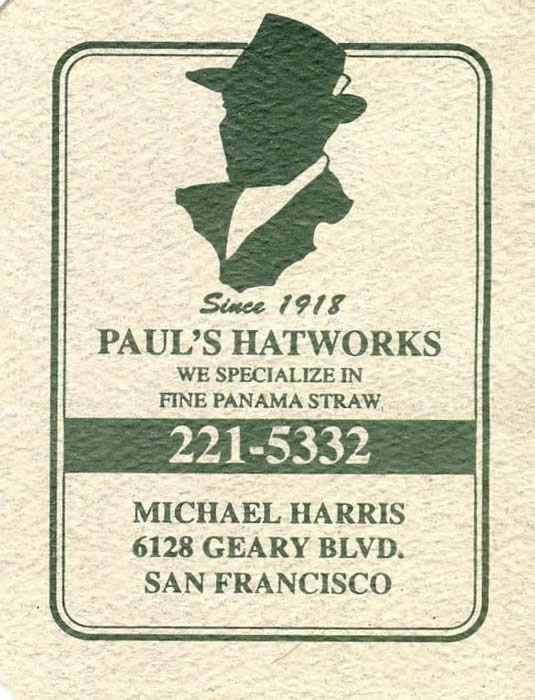 Since 1918
PAUL'S HATWORKS
WE SPECIALIZE IN
FINE PANAMA STRAW
221-5332
MICHAEL HARRIS
6128 GEARY BLVD.
SAN FRANCISCO